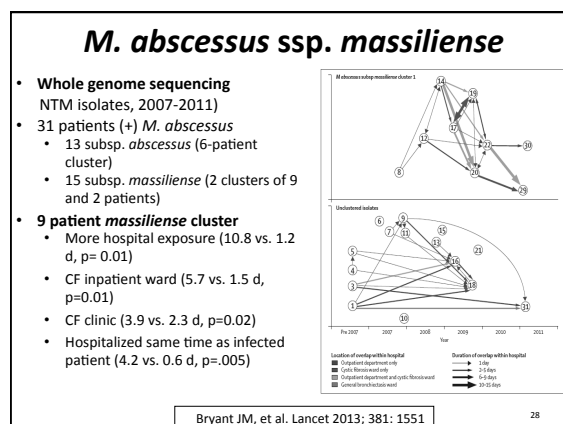 M. abscessus ssp. massiliense
• Whole genome sequencing
NTM isolates, 2007-2011)
• 31 patients (+) M. abscessus
• 13 subsp. abscessus (6-patient
cluster)
• 15 subsp. massiliense (2 clusters of 9
and 2 patients)
• 9 patient massiliense cluster
• More hospital exposure (10.8 vs. 1.2
d, p= 0.01)
• CF inpatient ward (5.7 vs. 1.5 d,
p=0.01)
• CF clinic (3.9 vs. 2.3 d, p=0.02)
• Hospitalized same time as infected
patient (4.2 vs. 0.6 d, p=.005)
M abscessus subsp massiliense cluster 1
14
19
17
12
22
30
8
20
29
Unclustered isolates
6
9
7
11
15
13
21
5
16
4
18
3
1
31
10
Pre 2007 2007 2008 2009 2010 2011
Year
Location of overlap within hospital
Outpatient department only
Cystic fibrosis ward only
Outpatient department and cystic fibrosis ward
General bronchiectasis ward
Duration of overlap within hospital
1 day
2–5 days
6–9 days
10–15 days
Bryant JM, et al. Lancet 2013; 381: 1551
28